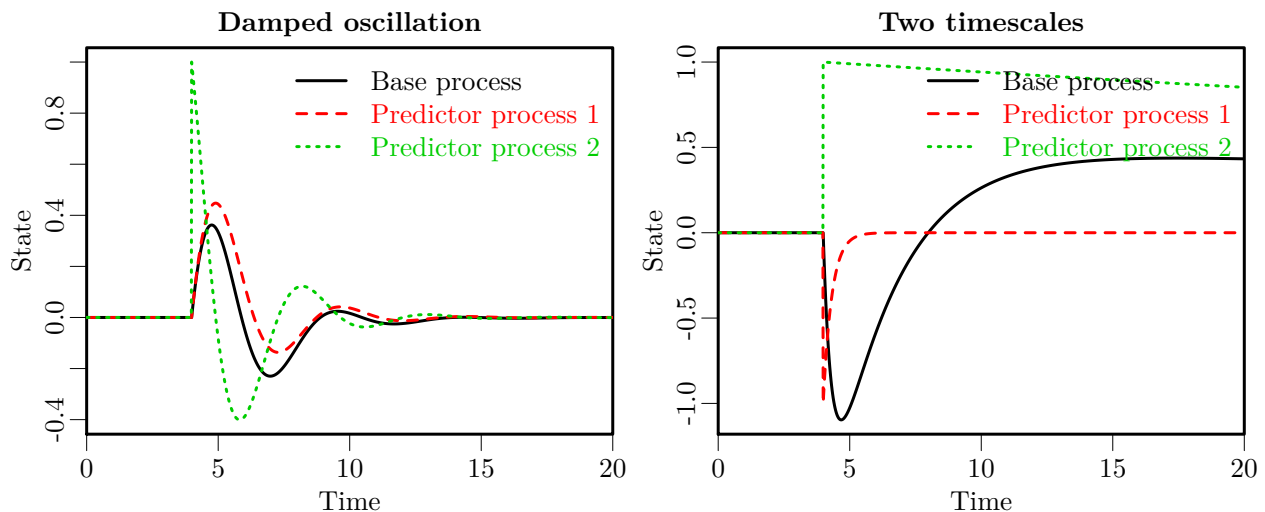 Damped oscillation
State
0.8
0.4
0.0
-0.4
Base process
Predictor process 1
Predictor process 2
0 5 10 15 20
Time
Two timescales
State
1.0
0.5
0.0
-0.5
-1.0
Base process
Predictor process 1
Predictor process 2
0 5 10 15 20
Time